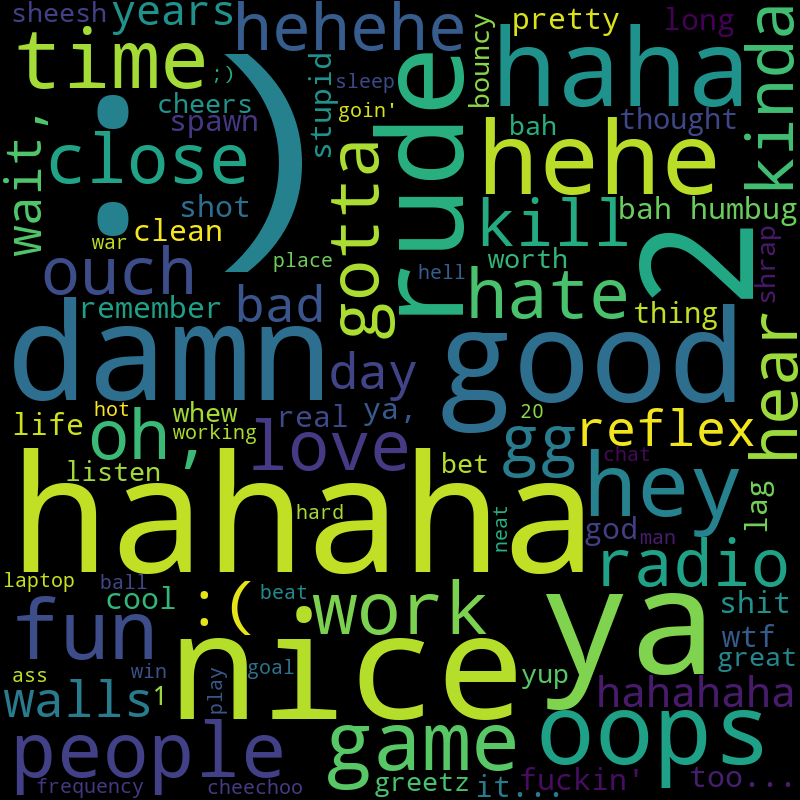 sheesh
years
hehehe
pretty
long
time
;)
sleep
bouncy
haha
kinda
cheers
goin'
spawn
stupid
rude
bah
thought
:)
wait,
close
gotta
hehe
shot
clean
war
kill
bah humbug
place
hell
worth
2
shrap
ouch
remember
bad
hate
thing
damn
day
good
hear
life
hot
whew
working
real
ya,
20
oh,
love
gg
reflex
listen
bet
chat
hahaha
hard
neat
hey
lag
god
man
radio
laptop
ball
cool
:(
beat
.
work
ya
shit
fun
nice
wtf
great
ass
win
goal
play
yup
walls
1
hahahaha
people
game
oops
frequency
cheechoo
greetz
it...
fuckin'
too...